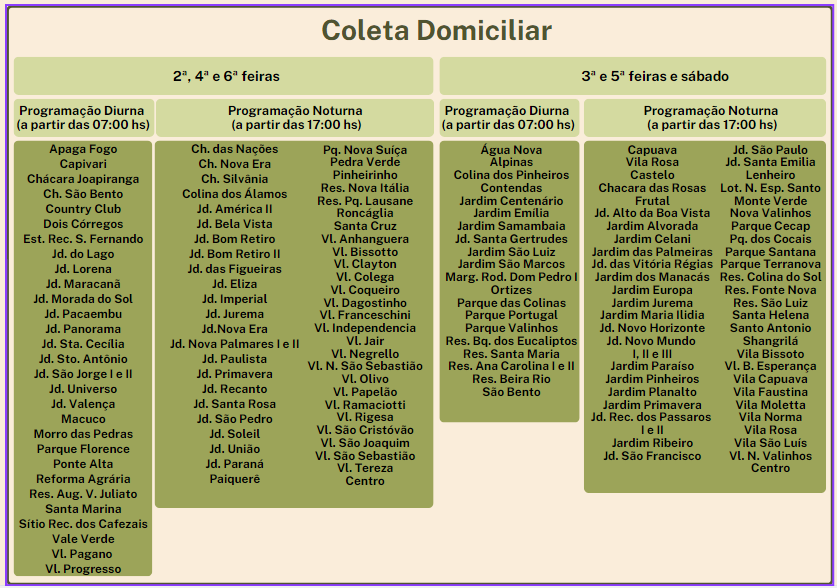 Coleta Domiciliar
2ª, 4ª e 6ª feiras
Programação Diurna
(a partir das 07:00 hs)
Apaga Fogo
Capivari
Chácara Joapiranga
Ch. São Bento
Country Club
Dois Córregos
Est. Rec. S. Fernando
Jd. do Lago
Jd. Lorena
Jd. Maracanã
Jd. Morada do Sol
Jd. Pacaembu
Jd. Panorama
Jd. Sta. Cecília
Jd. Sto. Antônio
Jd. São Jorge I e II
Jd. Universo
Jd. Valença
Macuco
Morro das Pedras
Parque Florence
Ponte Alta
Reforma Agrária
Res. Aug. V. Juliato
Santa Marina
Sítio Rec. dos Cafezais
Vale Verde
Vl. Pagano
Vl. Progresso
Programação Noturna
(a partir das 17:00 hs)
Ch. das Nações
Ch. Nova Era
Ch. Silvânia
Colina dos Álamos
Jd. América II
Jd. Bela Vista
Jd. Bom Retiro
Jd. Bom Retiro II
Jd. das Figueiras
Jd. Eliza
Jd. Imperial
Jd. Jurema
Jd.Nova Era
Jd. Nova Palmares I e II
Jd. Paulista
Jd. Primavera
Jd. Recanto
Jd. Santa Rosa
Jd. São Pedro
Jd. Soleil
Jd. União
Jd. Paraná
Paiquerê
Pq. Nova Suíça
Pedra Verde
Pinheirinho
Res. Nova Itália
Res. Pq. Lausane
Roncáglia
Santa Cruz
Vl. Anhanguera
Vl. Bissotto
Vl. Clayton
Vl. Colega
Vl. Coqueiro
Vl. Dagostinho
Vl. Franceschini
Vl. Independencia
Vl. Jair
Vl. Negrello
Vl. N. São Sebastião
Vl. Olivo
Vl. Papelão
Vl. Ramaciotti
Vl. Rigesa
Vl. São Cristóvão
Vl. São Joaquim
Vl. São Sebastião
Vl. Tereza
Centro
3ª e 5ª feiras e sábado
Programação Diurna
(a partir das 07:00 hs)
Água Nova
Alpinas
Colina dos Pinheiros
Contendas
Jardim Centenário
Jardim Emília
Jardim Samambaia
Jd. Santa Gertrudes
Jardim São Luiz
Jardim São Marcos
Marg. Rod. Dom Pedro I
Ortizes
Parque das Colinas
Parque Portugal
Parque Valinhos
Res. Bq. dos Eucaliptos
Res. Santa Maria
Res. Ana Carolina I e II
Res. Beira Rio
São Bento
Programação Noturna
(a partir das 17:00 hs)
Capuava
Vila Rosa
Castelo
Chacara das Rosas
Frutal
Jd. Alto da Boa Vista
Jardim Alvorada
Jardim Celani
Jardim das Palmeiras
Jd. das Vitória Régias
Jardim dos Manacás
Jardim Europa
Jardim Jurema
Jardim Maria Ilidia
Jd. Novo Horizonte
Jd. Novo Mundo
I, II e III
Jardim Paraíso
Jardim Pinheiros
Jardim Planalto
Jardim Primavera
Jd. Rec. dos Passaros
I e II
Jardim Ribeiro
Jd. São Francisco
Jd. São Paulo
Jd. Santa Emilia
Lenheiro
Lot. N. Esp. Santo
Monte Verde
Nova Valinhos
Parque Cecap
Pq. dos Cocais
Parque Santana
Parque Terranova
Res. Colina do Sol
Res. Fonte Nova
Res. São Luiz
Santa Helena
Santo Antonio
Shangrilá
Vila Bissoto
Vl. B. Esperança
Vila Capuava
Vila Faustina
Vila Moletta
Vila Norma
Vila Rosa
Vila São Luís
Vl. N. Valinhos
Centro